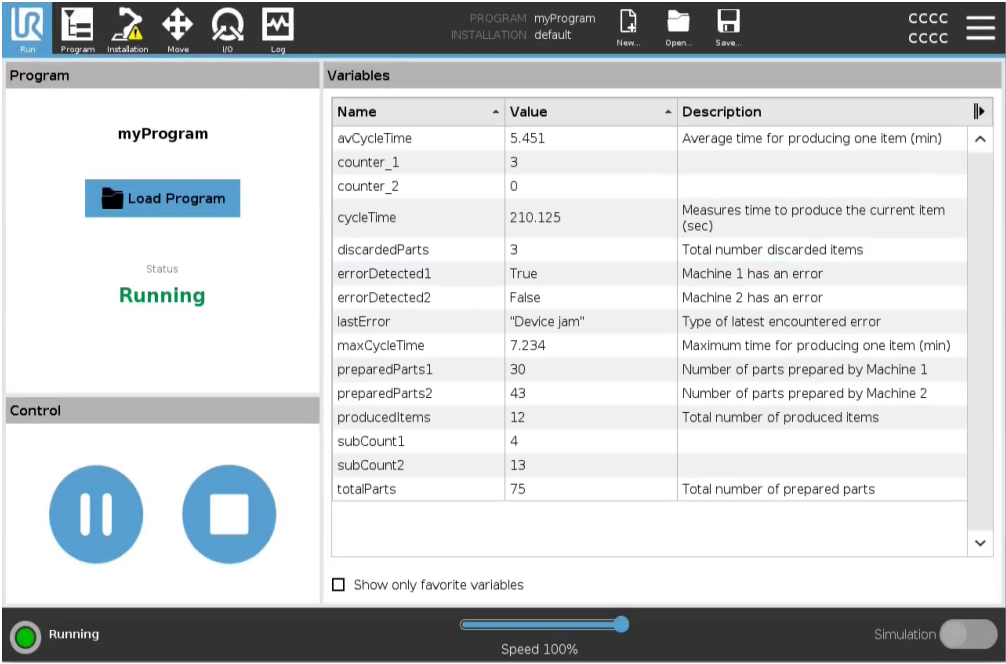 UR
PROGRAM myProgram
INSTALLATION default
CCCC
CCCC
Run Program Installation Move I/O Log New... Open... Save...
Program
myProgram
Load Program
Status
Running
Control
Variables
Name Value Description
avCycleTime 5.451 Average time for producing one item (min)
counter_1 3
counter_2 0
cycleTime 210.125 Measures time to produce the current item
(sec)
discardedParts 3 Total number discarded items
errorDetected1 True Machine 1 has an error
errorDetected2 False Machine 2 has an error
lastError "Device jam" Type of latest encountered error
maxCycleTime 7.234 Maximum time for producing one item (min)
preparedParts1 30 Number of parts prepared by Machine 1
preparedParts2 43 Number of parts prepared by Machine 2
producedItems 12 Total number of produced items
subCount1 4
subCount2 13
totalParts 75 Total number of prepared parts
Show only favorite variables
Running
Speed 100%
Simulation